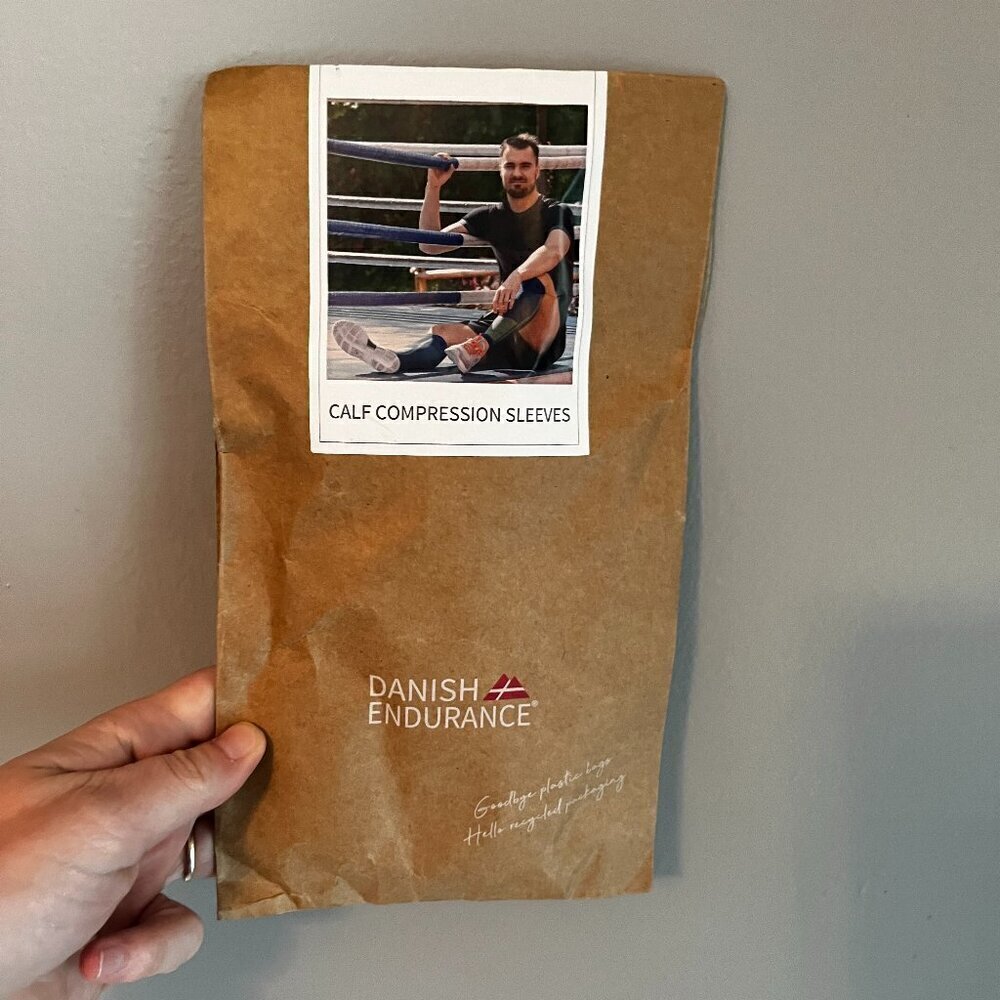 CALF COMPRESSION SLEEVES
DANISH
ENDURANCE®
Goodbye plastic bags
Hello recycled packaging